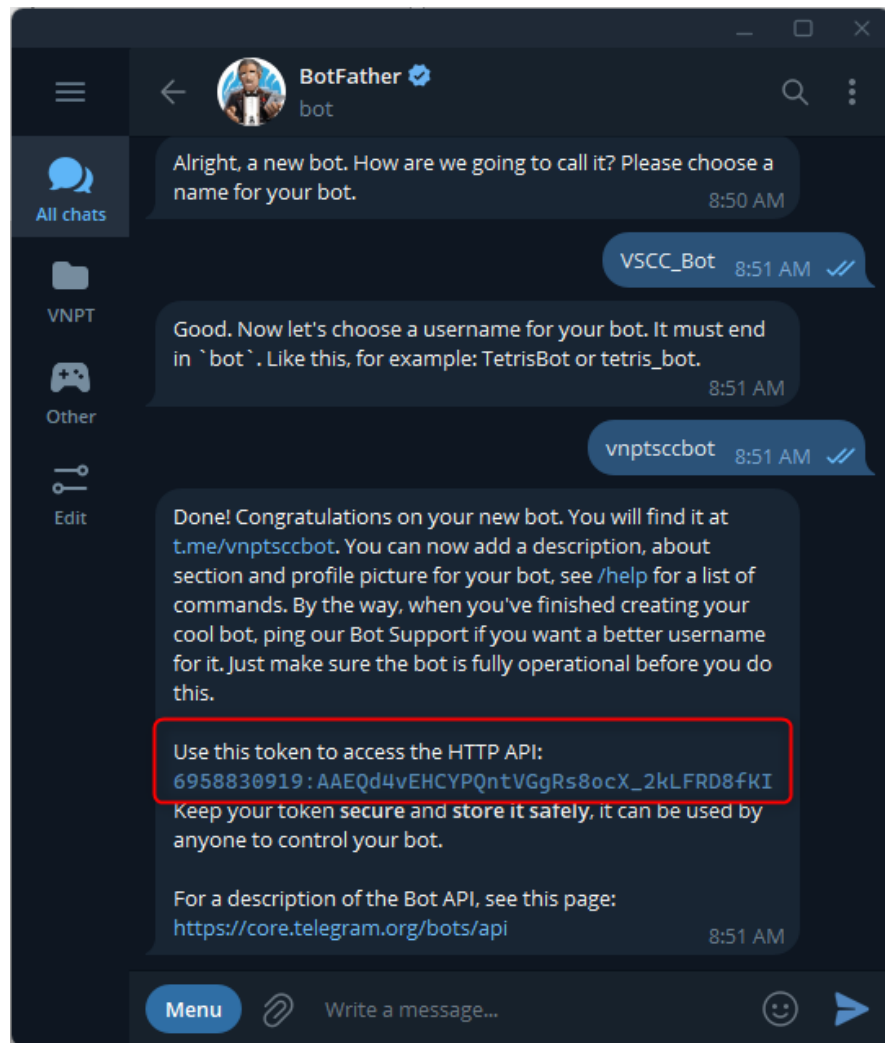 BotFather
bot
Alright, a new bot. How are we going to call it? Please choose a
name for your bot.
8:50 AM
All chats
VSCC_Bot 8:51 AM
VNPT
Good. Now let's choose a username for your bot. It must end
in `bot`. Like this, for example: TetrisBot or tetris_bot.
8:51 AM
Other
vnptsccbot 8:51 AM
Edit
Done! Congratulations on your new bot. You will find it at
t.me/vnptsccbot. You can now add a description, about
section and profile picture for your bot, see /help for a list of
commands. By the way, when you've finished creating your
cool bot, ping our Bot Support if you want a better username
for it. Just make sure the bot is fully operational before you do
this.
Use this token to access the HTTP API:
6958830919:AAEQd4vEHCYPQntVGgRs8ocX_2kLFRD8fKI
Keep your token secure and store it safely, it can be used by
anyone to control your bot.
For a description of the Bot API, see this page:
https://core.telegram.org/bots/api
8:51 AM
Menu
Write a message...